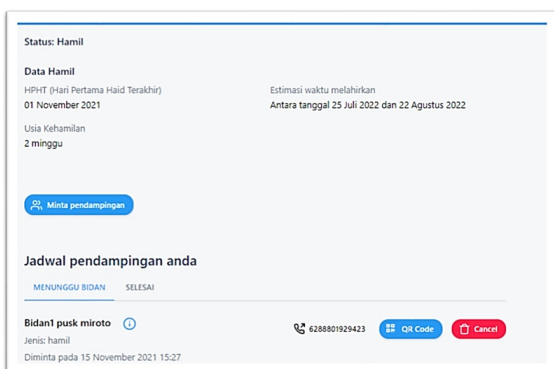 Status: Hamil
Data Hamil
HPHT (Hari Pertama Haid Terakhir)
01 November 2021
Estimasi waktu melahirkan
Antara tanggal 25 Juli 2022 dan 22 Agustus 2022
Usia Kehamilan
2 minggu
Minta pendampingan
Jadwal pendampingan anda
MENUNGGU BIDAN SELESAI
Bidan1 pusk miroto 6288801929423 QR Code Cancel
Jenis: hamil
Diminta pada 15 November 2021 15:27